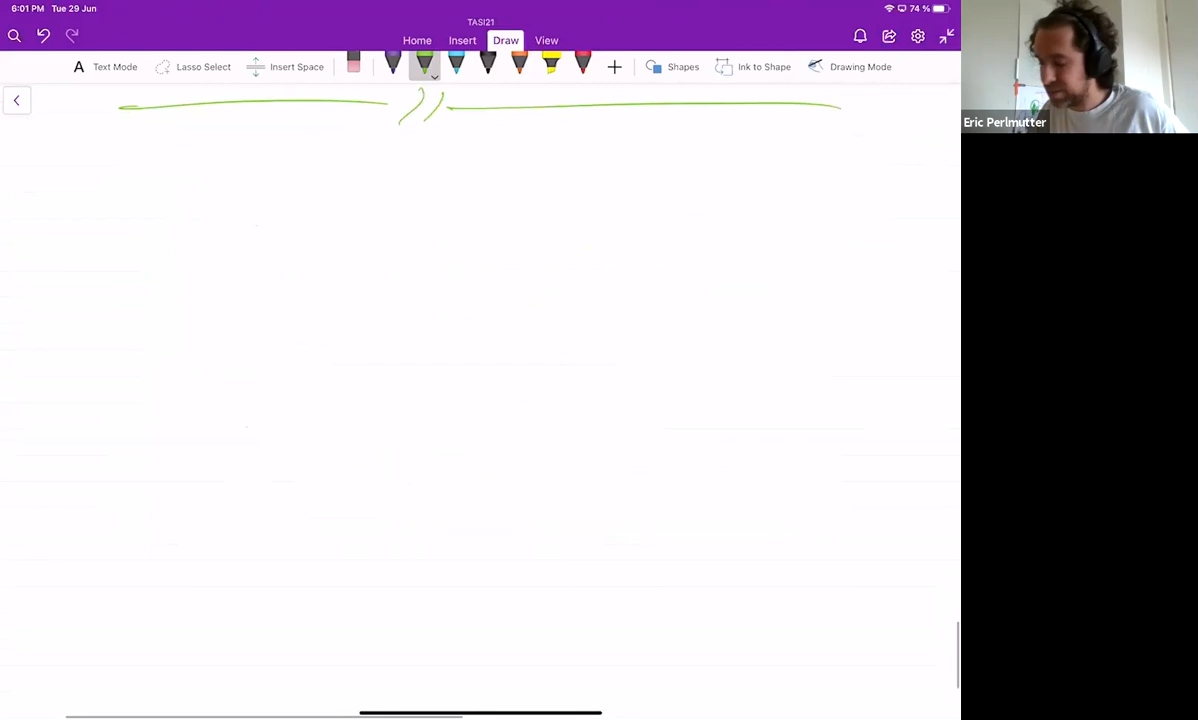 6:01 PM Tue 29 Jun
74 %
TASI21
Home Insert Draw View
Text Mode Lasso Select Insert Space Shapes Ink to Shape Drawing Mode
Eric Perlmutter